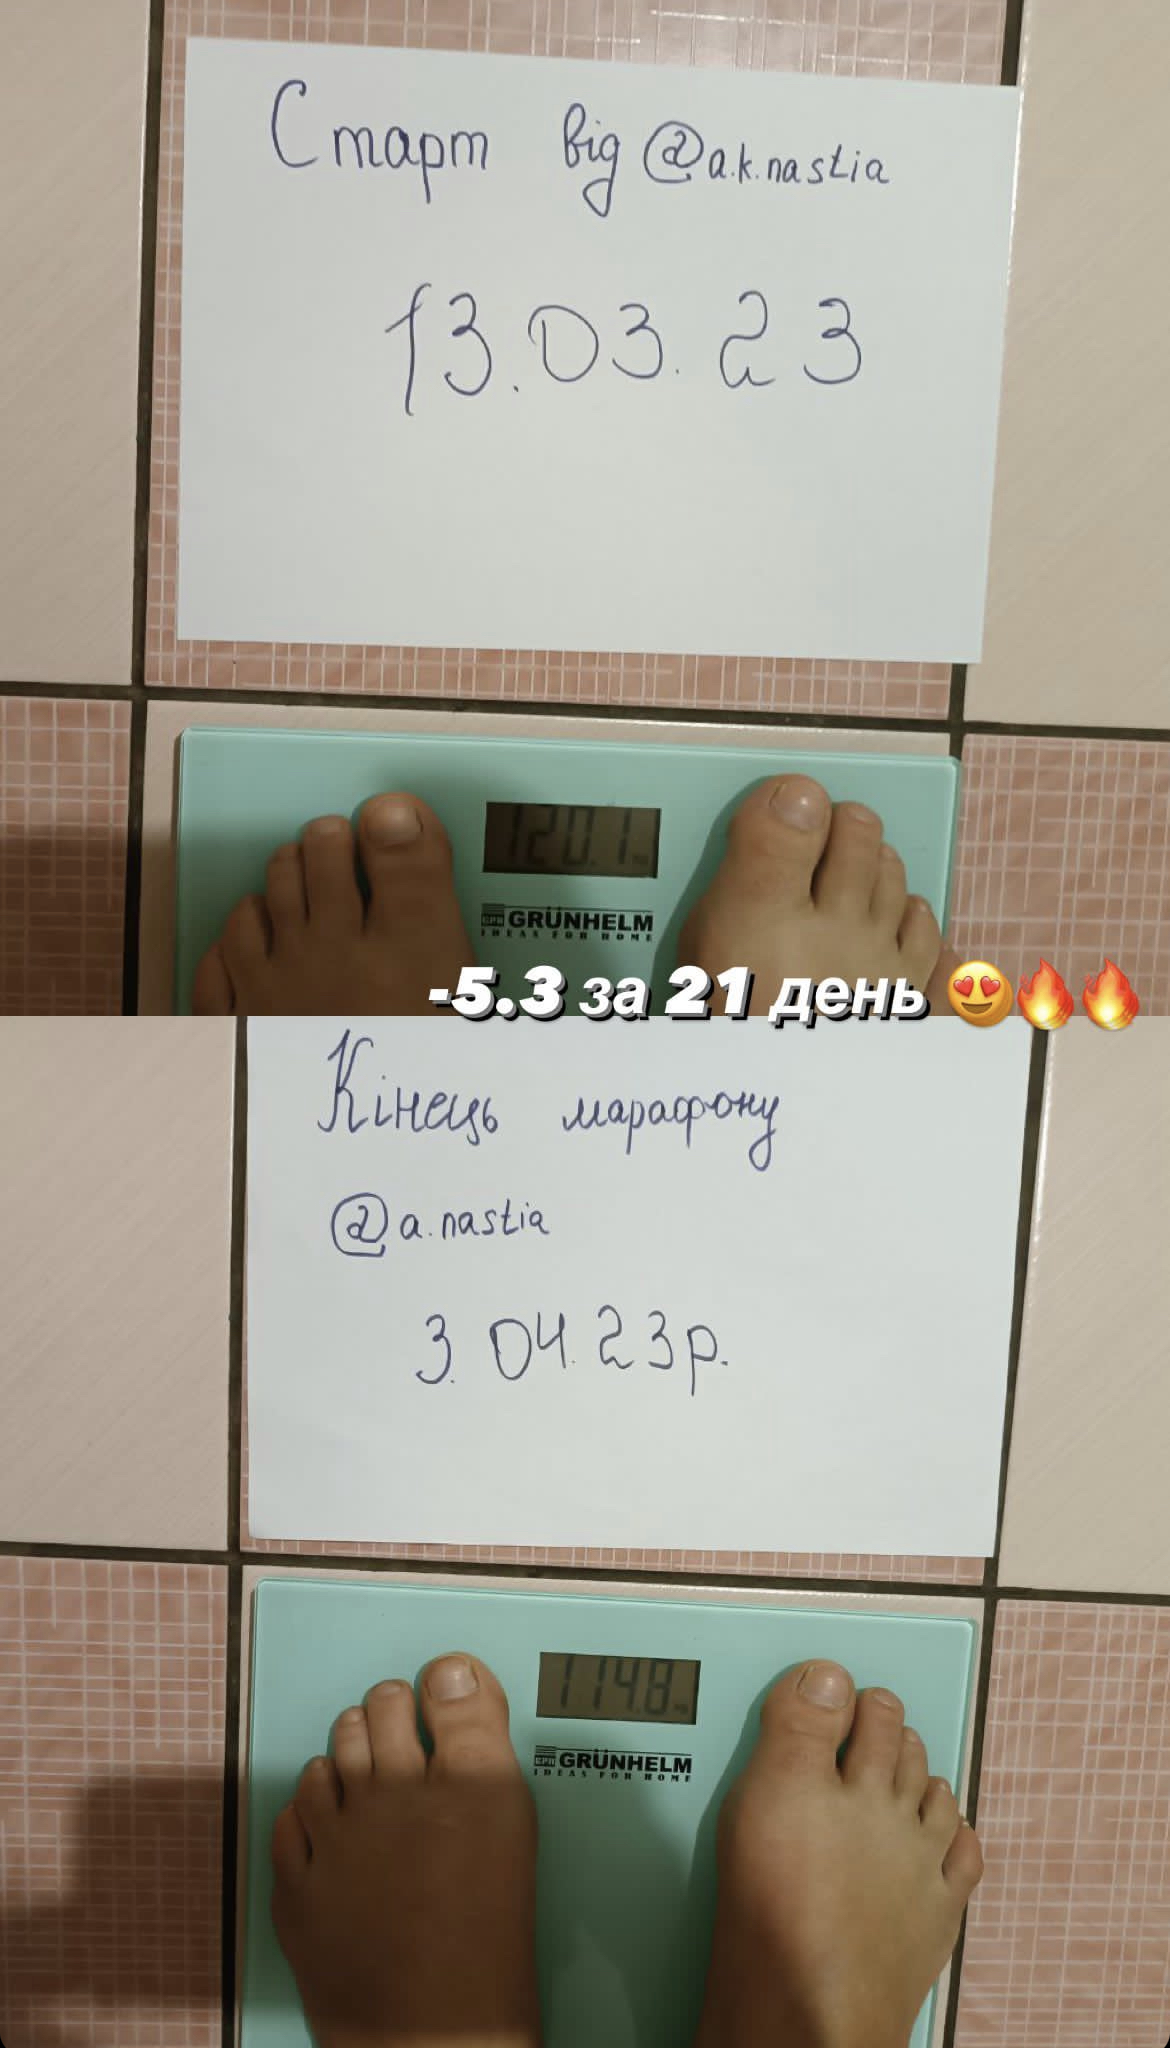 Старт від @a.k.nastia
13.03.23
120.1
GRÜNHELM
IDEAS FOR HOME
-5.3 за 21 день 😍🔥🔥
Кінець марафону
@a.nastia
3.04.23р.
114.8
GRÜNHELM
IDEAS FOR HOME